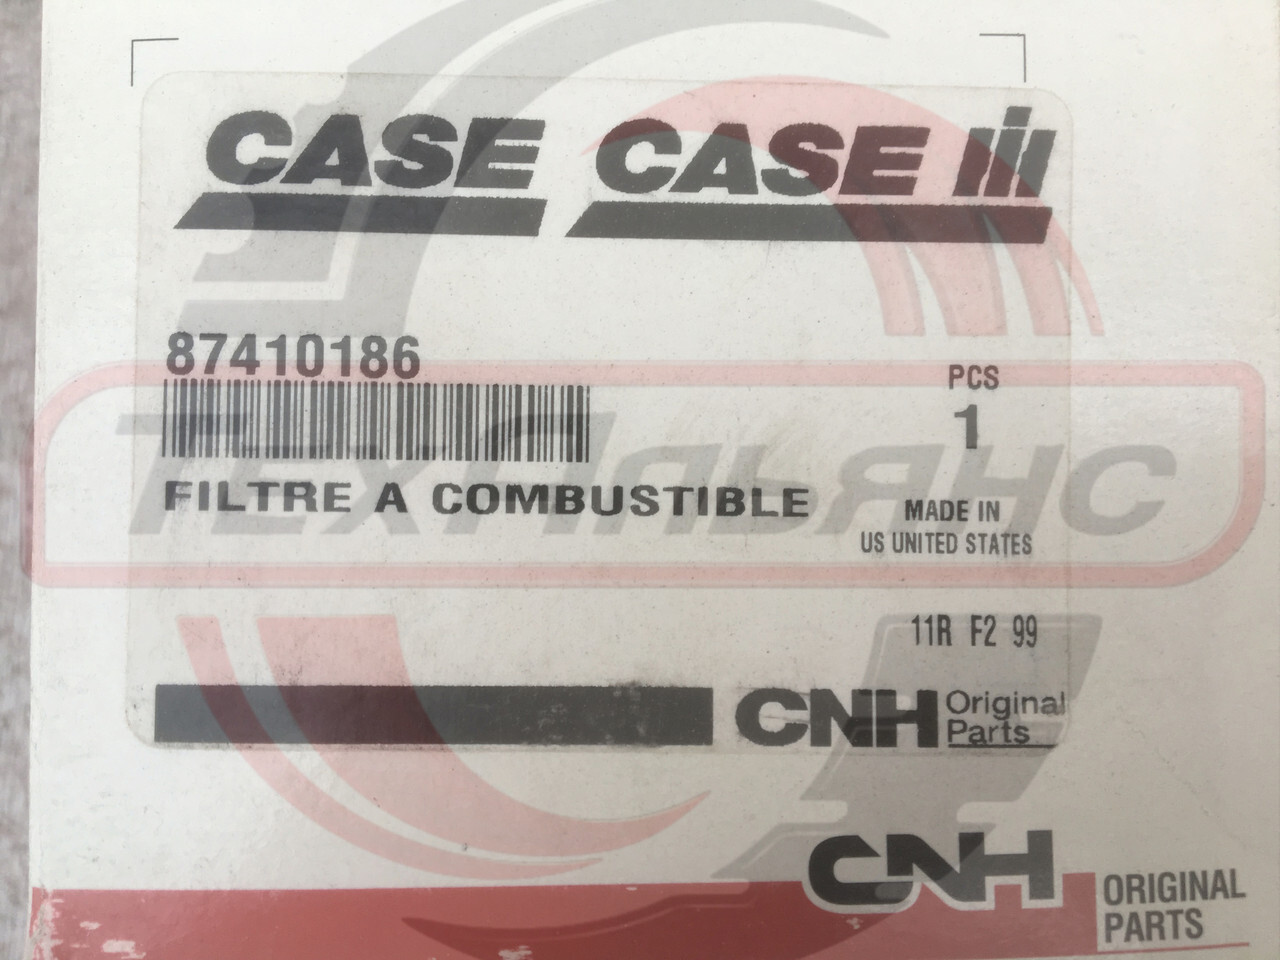 CASE CASE IH
87410186
PCS
1
ТехАльянс
FILTRE A COMBUSTIBLE
MADE IN
US UNITED STATES
11R F2 99
CNH Original
Parts
CNH ORIGINAL
PARTS